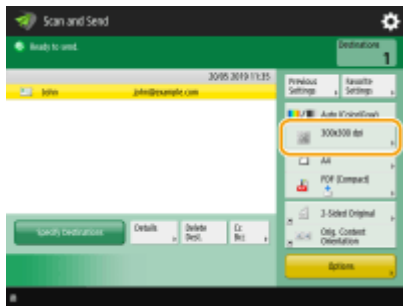 Scan and Send
Ready to send.
Destinations
1
20/05 2019 11:35
John
john@example.com
Previous Settings
Favorite Settings
Auto (Color/Gray)
300x300 dpi
A4
PDF (Compact)
2-Sided Original
Orig. Content
Orientation
Specify Destinations
Details
Delete
Dest.
Cc
Bcc
Options